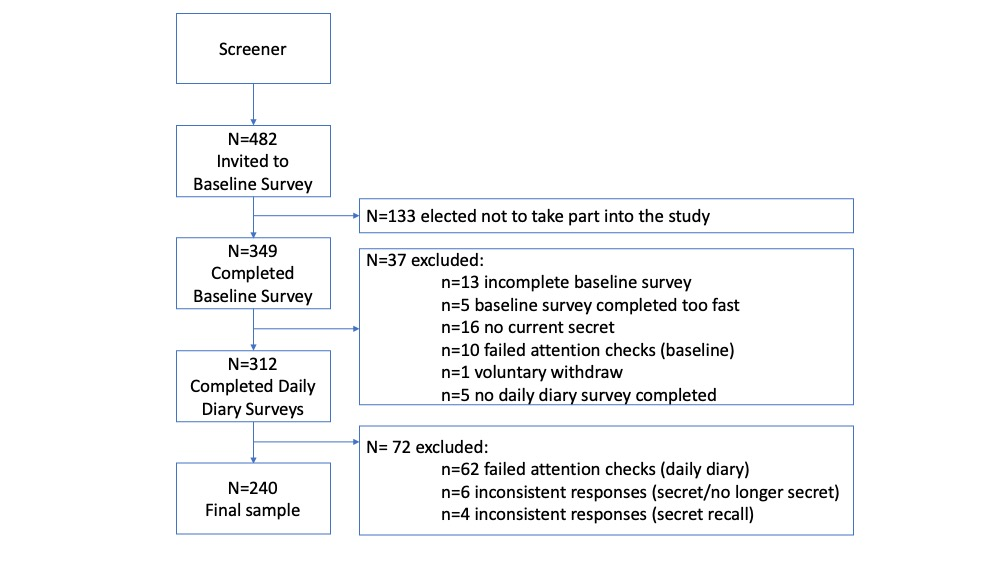 Screener
N=482
Invited to
Baseline Survey
N=133 elected not to take part into the study
N=349
Completed
Baseline Survey
N=37 excluded:
n=13 incomplete baseline survey
n=5 baseline survey completed too fast
n=16 no current secret
n=10 failed attention checks (baseline)
n=1 voluntary withdraw
n=5 no daily diary survey completed
N=312
Completed Daily
Diary Surveys
N= 72 excluded:
n=62 failed attention checks (daily diary)
n=6 inconsistent responses (secret/no longer secret)
n=4 inconsistent responses (secret recall)
N=240
Final sample